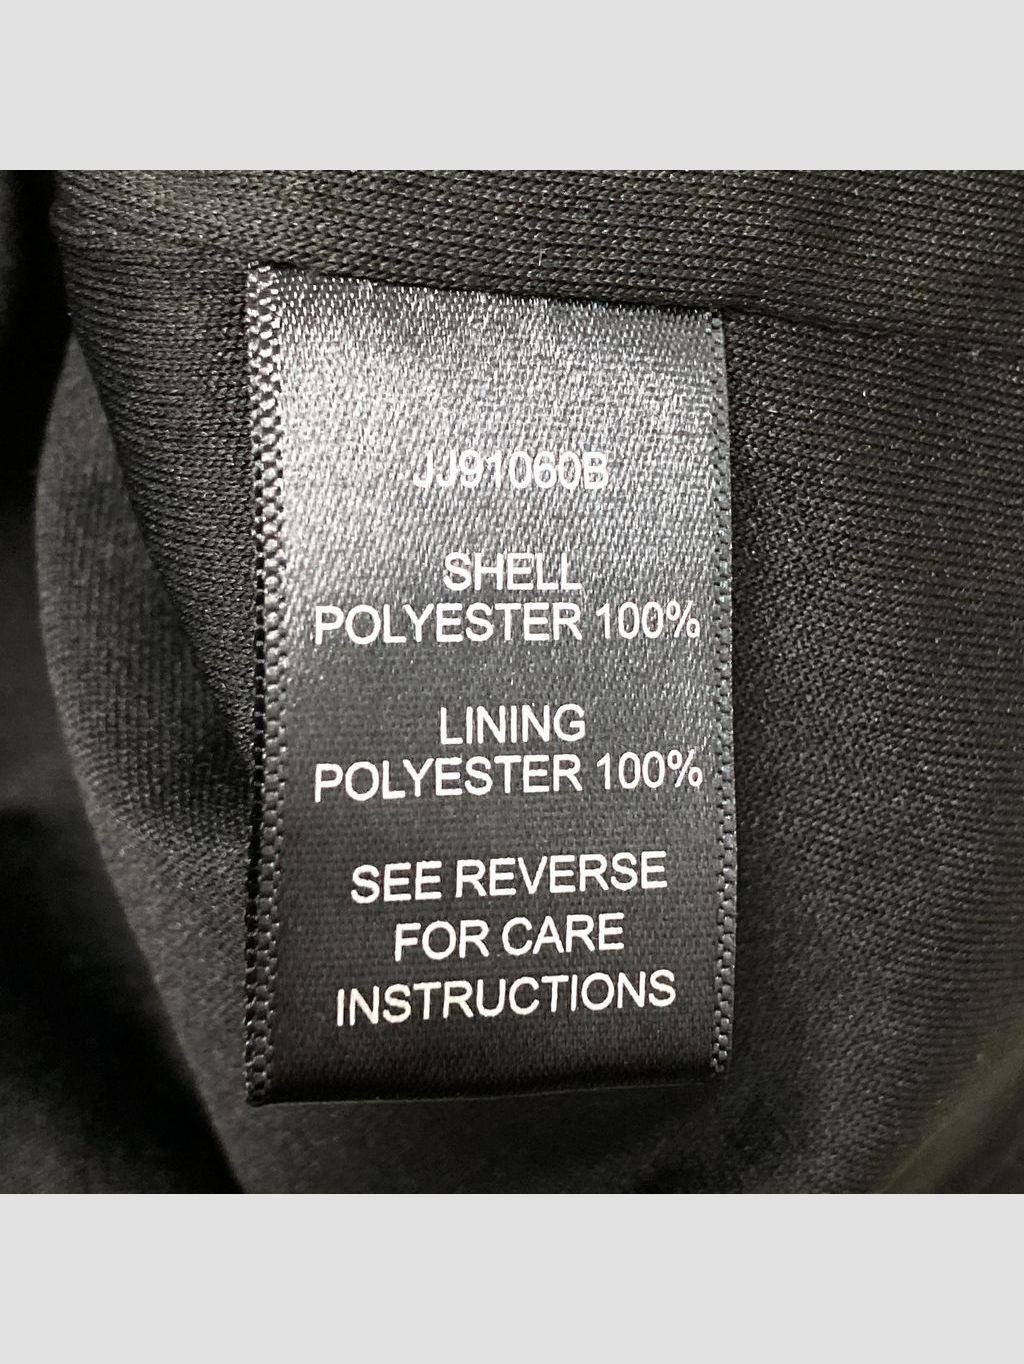 JJ91060B
SHELL
POLYESTER 100%
LINING
POLYESTER 100%
SEE REVERSE
FOR CARE
INSTRUCTIONS